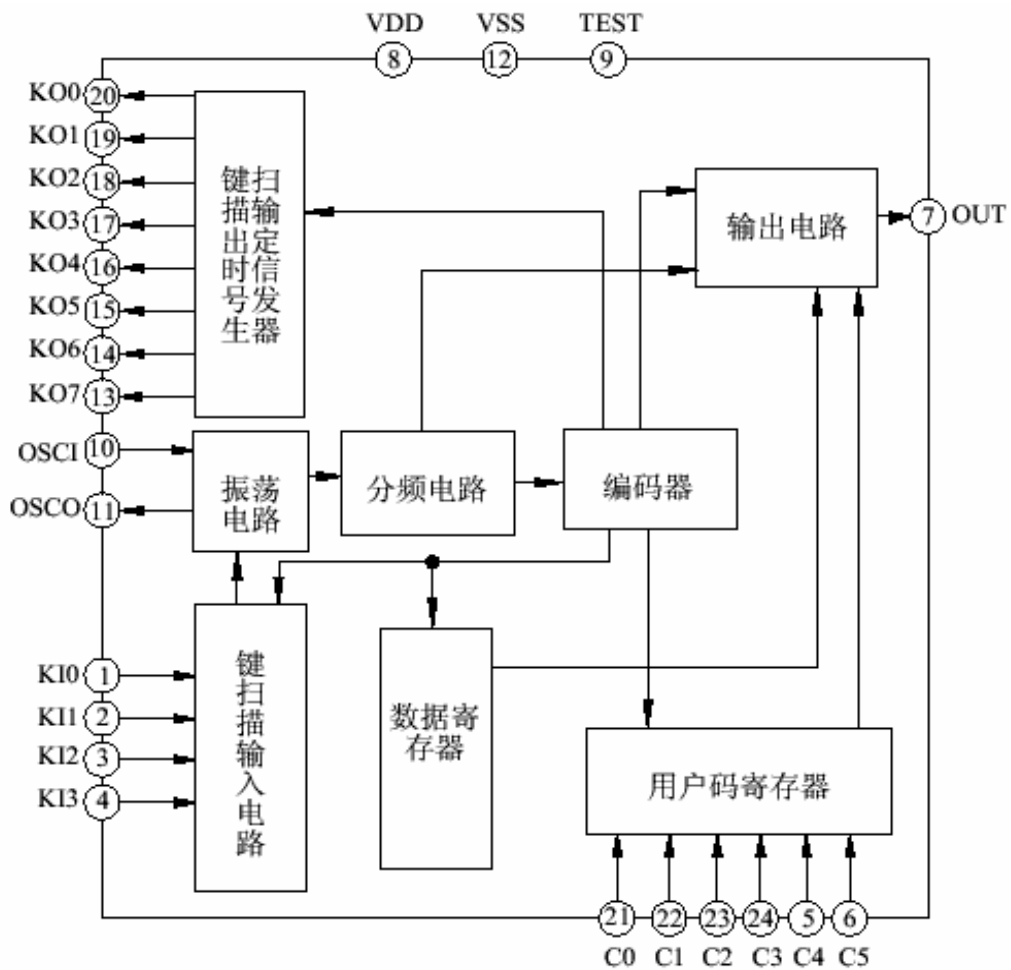 VDD VSS TEST
8 12 9
KO0 20
KO1 19
KO2 18
KO3 17
KO4 16
KO5 15
KO6 14
KO7 13
键扫
描输
出定
时信
号发
生器
输出电路
7 OUT
OSCI 10
OSCO 11
振荡
电路
分频电路
编码器
KI0 1
KI1 2
KI2 3
KI3 4
键
扫
描
输
入
电
路
数据寄
存器
用户码寄存器
21 22 23 24 5 6
C0 C1 C2 C3 C4 C5